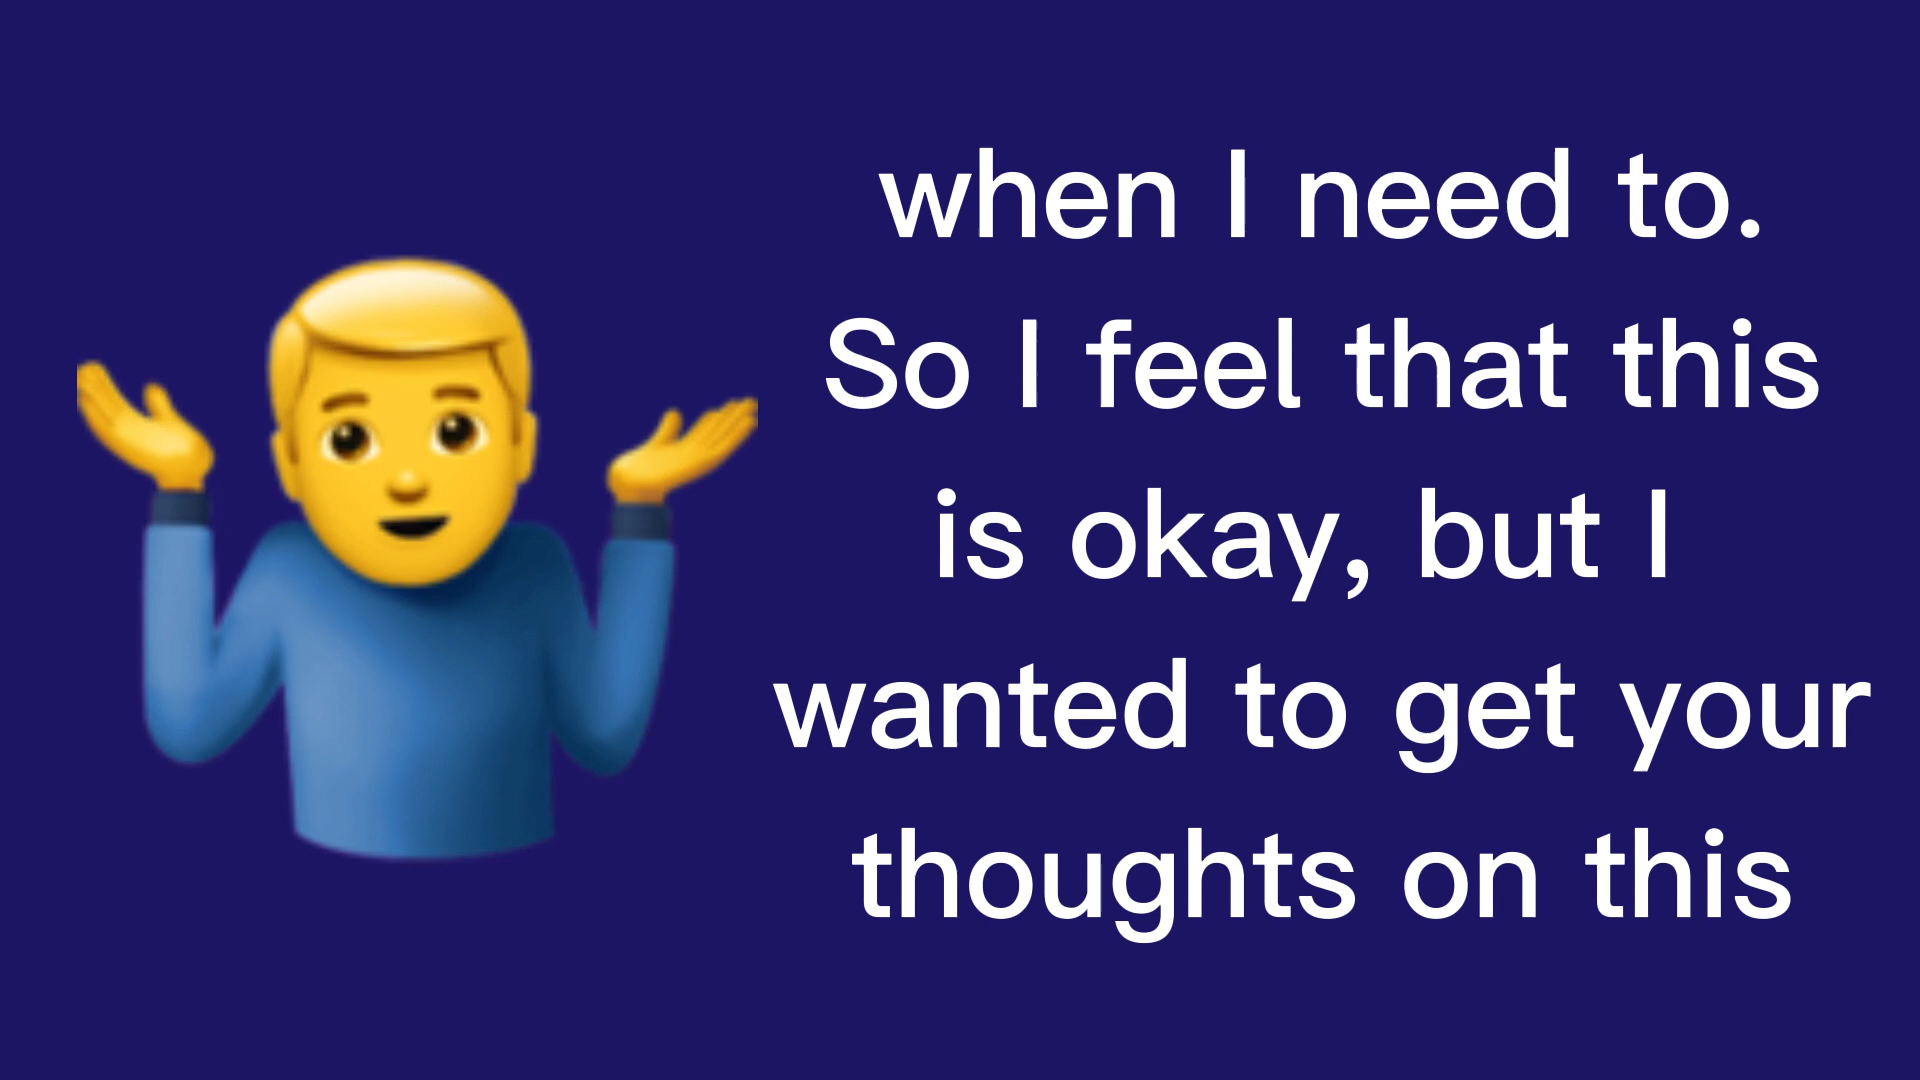 when I need to.
So I feel that this
is okay, but I
wanted to get your
thoughts on this